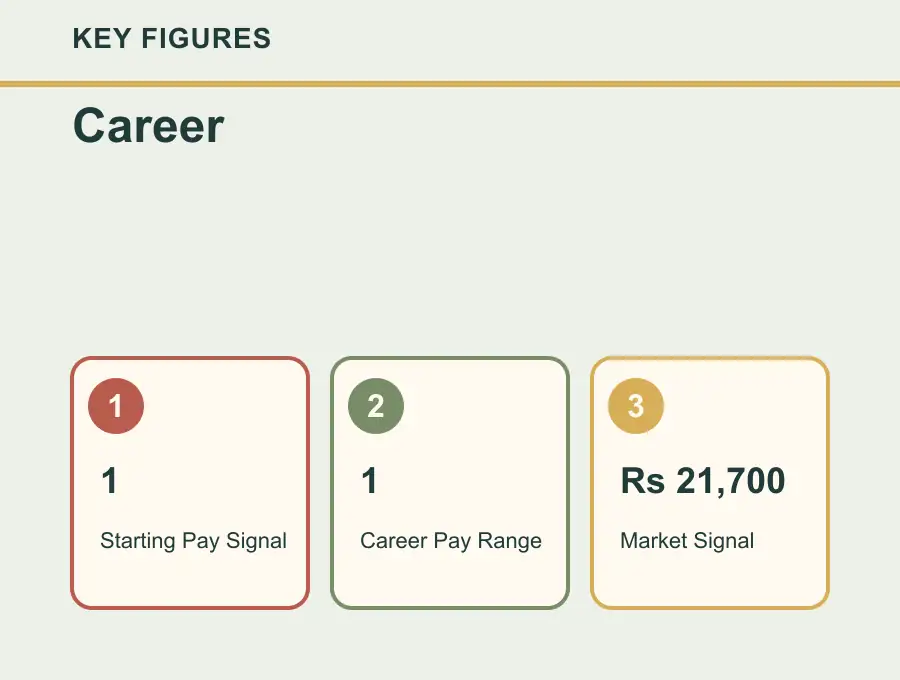 KEY FIGURES
Career
1
1
Starting Pay Signal
2
1
Career Pay Range
3
Rs 21,700
Market Signal